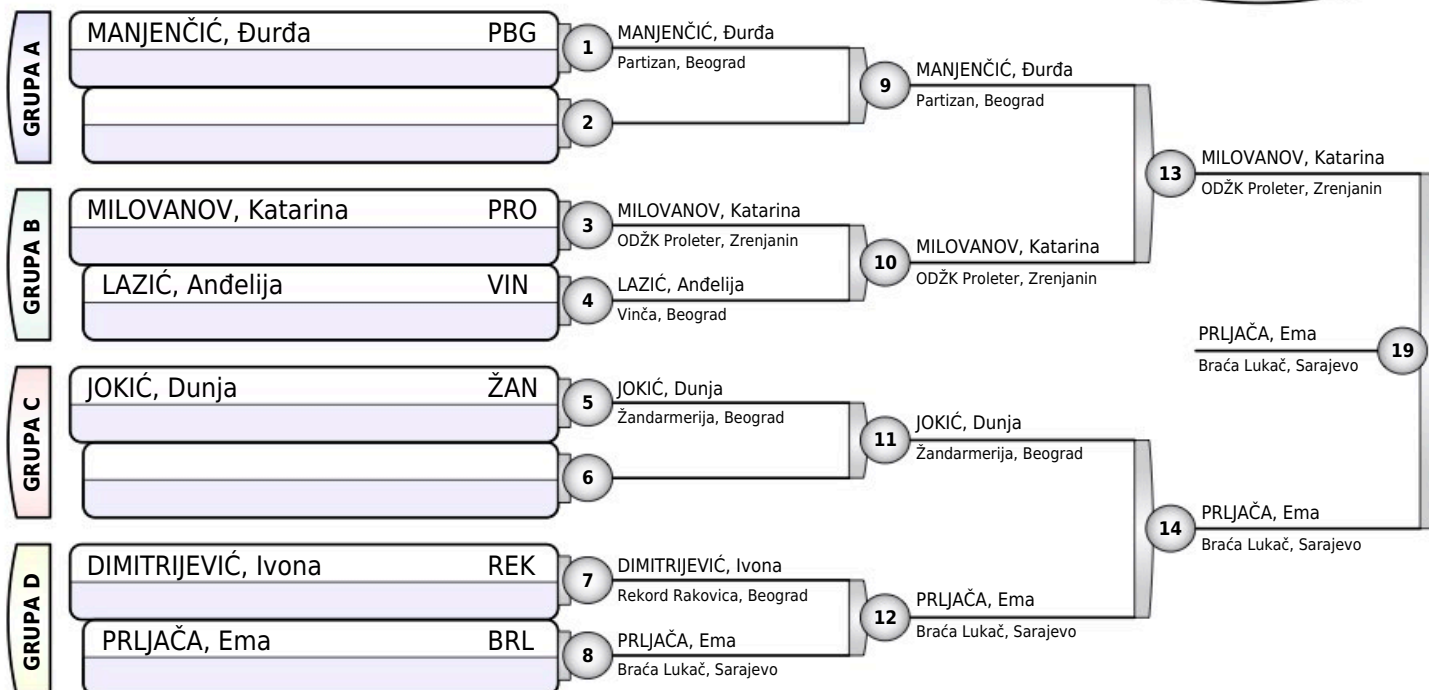 GRUPA A
MANJENČIĆ, Đurđa PBG
1
MANJENČIĆ, Đurđa
Partizan, Beograd
2
9
MANJENČIĆ, Đurđa
Partizan, Beograd
GRUPA B
MILOVANOV, Katarina PRO
3
MILOVANOV, Katarina
ODŽK Proleter, Zrenjanin
LAZIĆ, Anđelija VIN
4
LAZIĆ, Anđelija
Vinča, Beograd
10
MILOVANOV, Katarina
ODŽK Proleter, Zrenjanin
13
MILOVANOV, Katarina
ODŽK Proleter, Zrenjanin
PRLJAČA, Ema
Braća Lukač, Sarajevo
19
GRUPA C
JOKIĆ, Dunja ŽAN
5
JOKIĆ, Dunja
Žandarmerija, Beograd
6
11
JOKIĆ, Dunja
Žandarmerija, Beograd
GRUPA D
DIMITRIJEVIĆ, Ivona REK
7
DIMITRIJEVIĆ, Ivona
Rekord Rakovica, Beograd
PRLJAČA, Ema BRL
8
PRLJAČA, Ema
Braća Lukač, Sarajevo
12
PRLJAČA, Ema
Braća Lukač, Sarajevo
14
PRLJAČA, Ema
Braća Lukač, Sarajevo